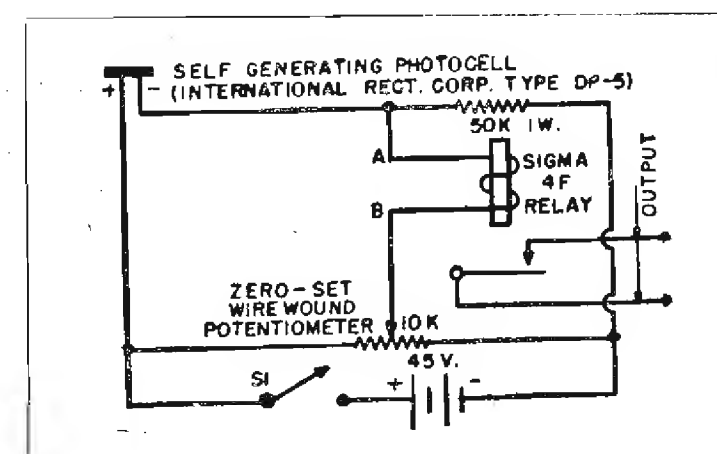 SELF GENERATING PHOTOCELL
+ - (INTERNATIONAL RECT. CORP. TYPE DP-5)
50K 1W.
A
SIGMA
4F
RELAY
B
OUTPUT
ZERO-SET
WIRE WOUND
POTENTIOMETER 10K
45 V.
S1
+ -